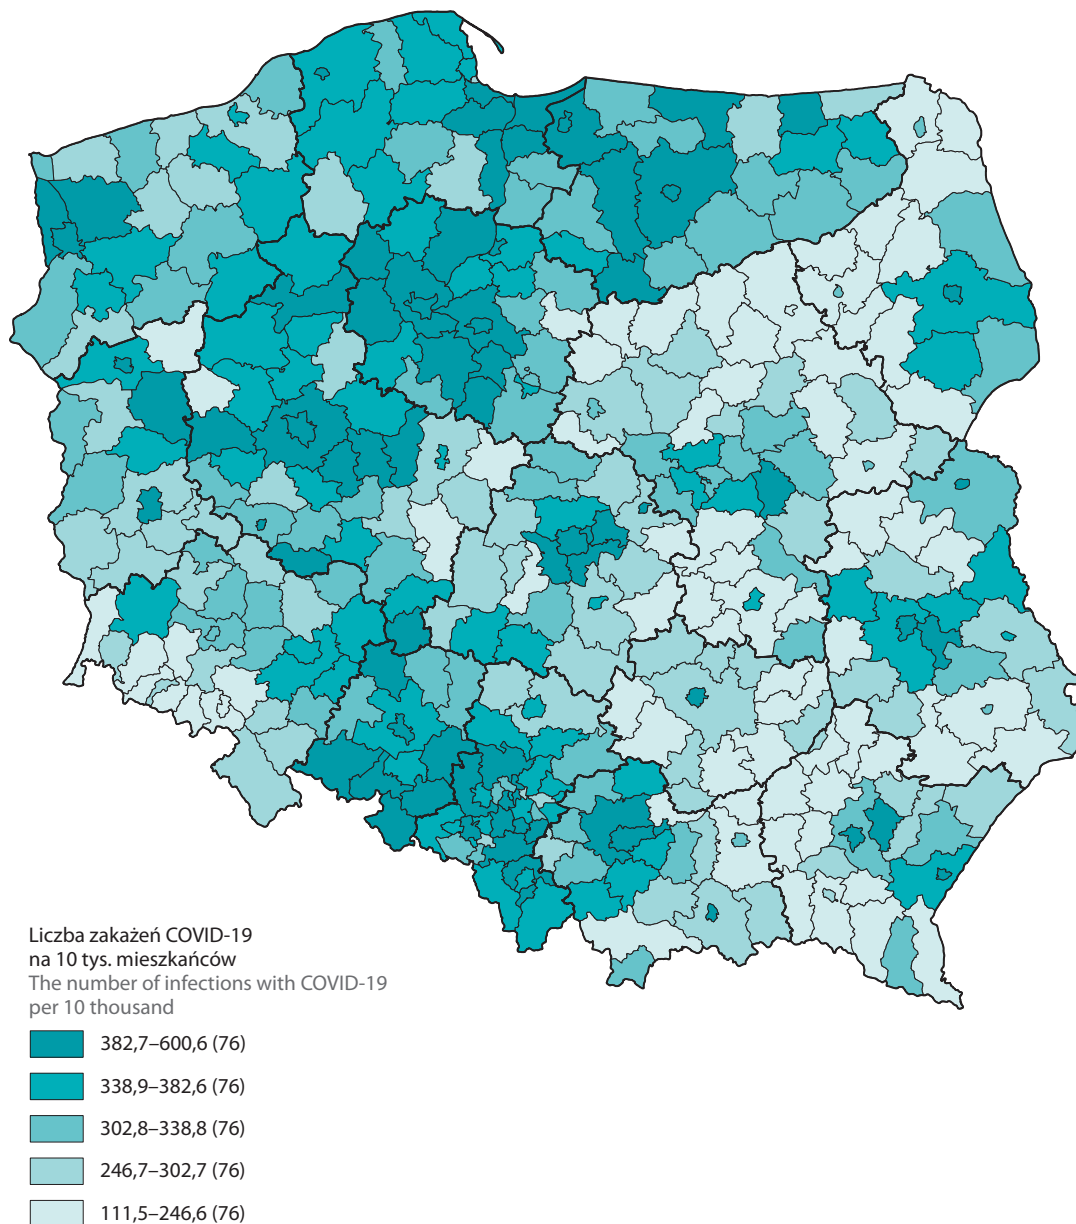 Liczba zakażeń COVID-19
na 10 tys. mieszkańców
The number of infections with COVID-19
per 10 thousand
382,7–600,6 (76)
338,9–382,6 (76)
302,8–338,8 (76)
246,7–302,7 (76)
111,5–246,6 (76)